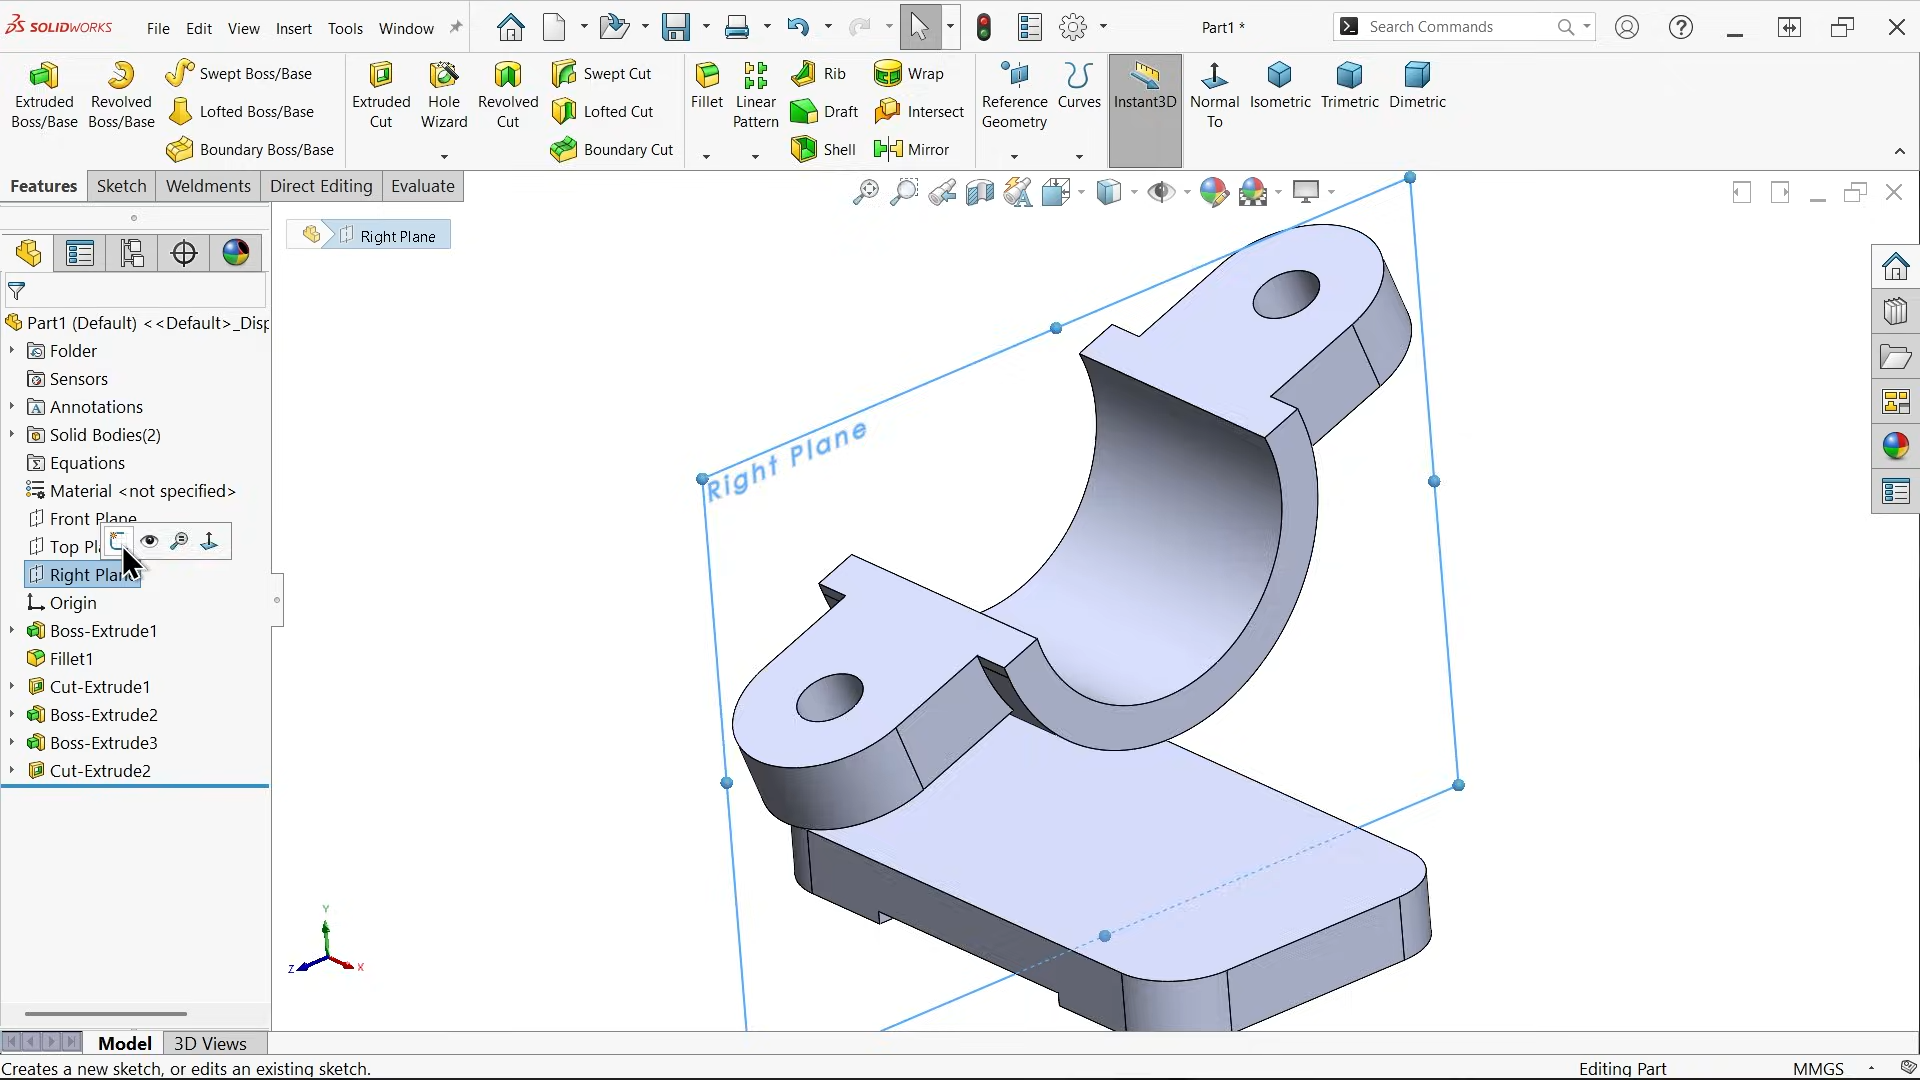 SOLIDWORKS File Edit View Insert Tools Window Part1 * Search Commands
Extruded Boss/Base
Revolved Boss/Base
Swept Boss/Base
Lofted Boss/Base
Boundary Boss/Base
Extruded Cut
Hole Wizard
Revolved Cut
Swept Cut
Lofted Cut
Boundary Cut
Fillet
Linear Pattern
Rib
Draft
Shell
Wrap
Intersect
Mirror
Reference Geometry
Curves
Instant3D
Normal To
Isometric
Trimetric
Dimetric
Features Sketch Weldments Direct Editing Evaluate
Right Plane
Part1 (Default) <<Default>_Disp
Folder
Sensors
Annotations
Solid Bodies(2)
Equations
Material <not specified>
Front Plane
Top
Right Plane
Origin
Boss-Extrude1
Fillet1
Cut-Extrude1
Boss-Extrude2
Boss-Extrude3
Cut-Extrude2
Right Plane
Y
Z
X
Model 3D Views
Creates a new sketch, or edits an existing sketch. Editing Part MMGS